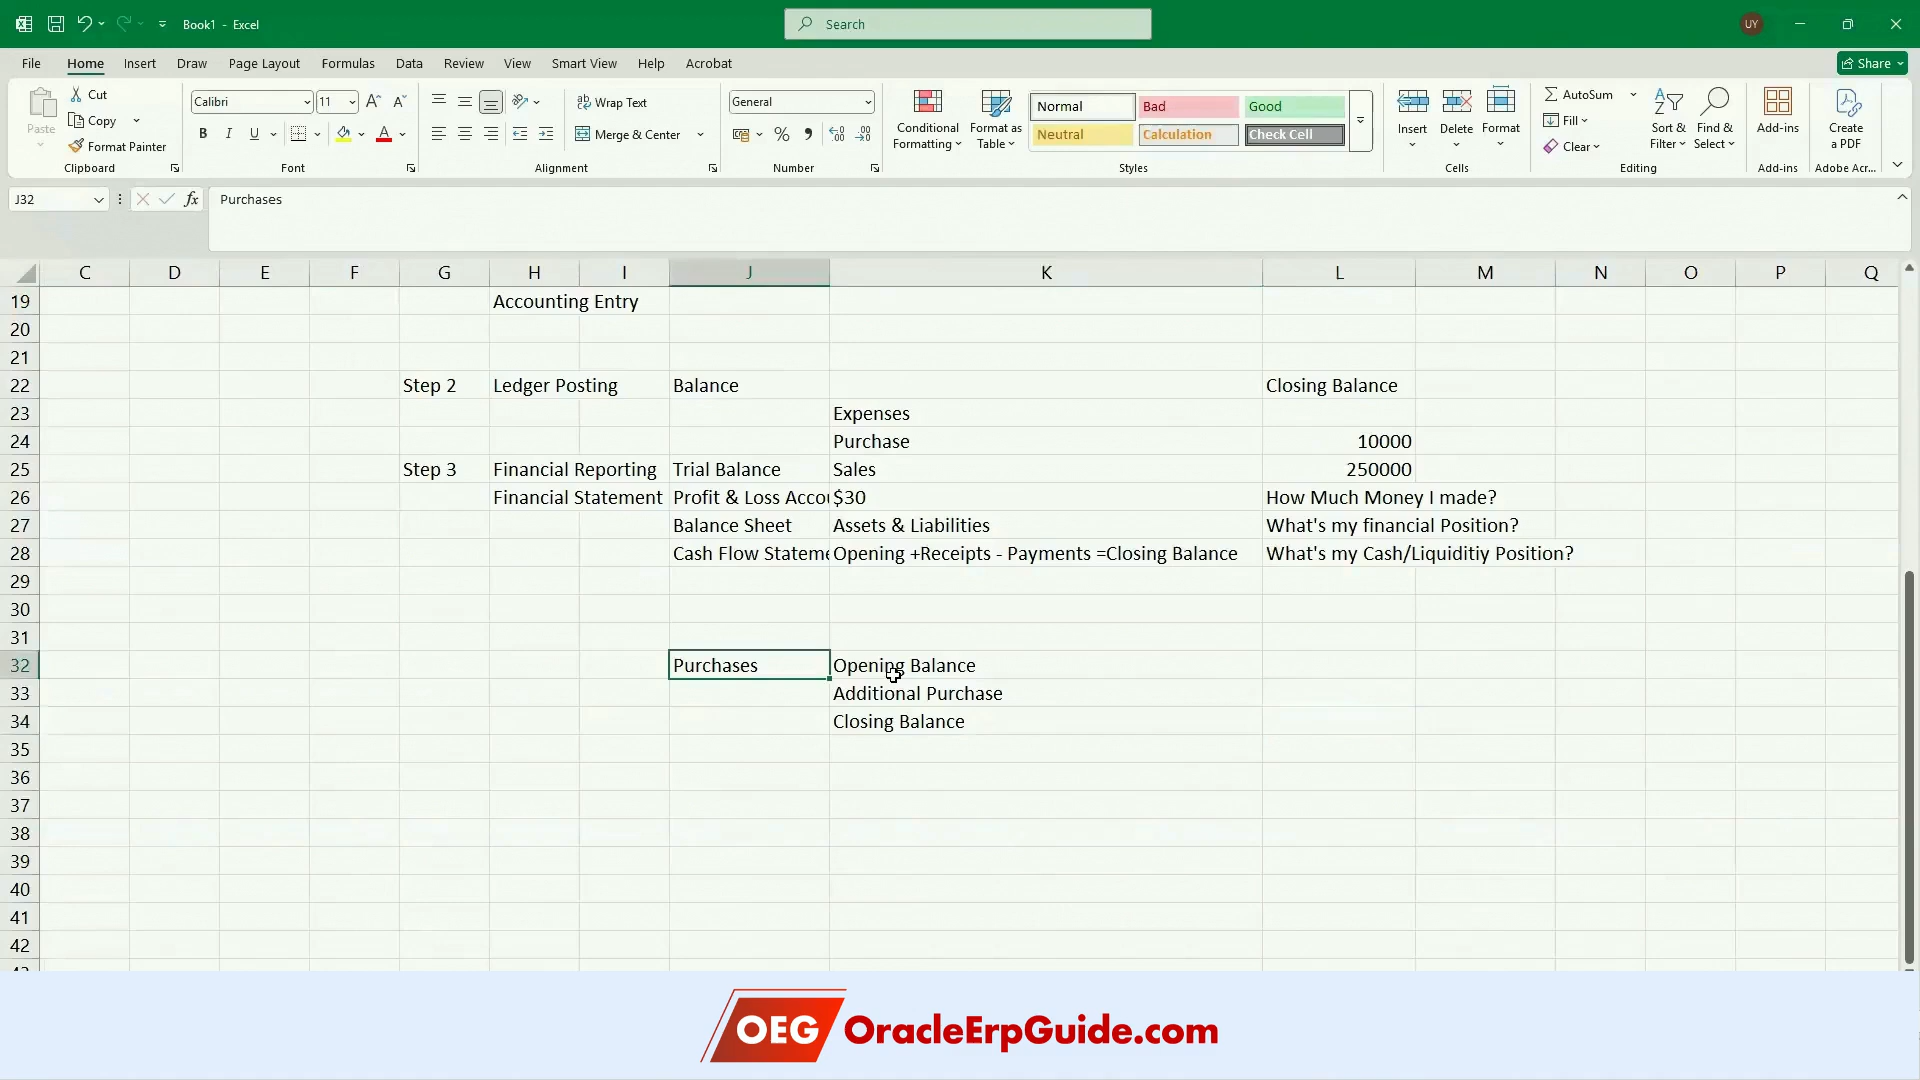 Book1 - Excel
Search
UY
File Home Insert Draw Page Layout Formulas Data Review View Smart View Help Acrobat
Share
Paste
Cut
Copy
Format Painter
Clipboard
Calibri 11
B I U
Font
Wrap Text
Merge & Center
Alignment
General
Number
Conditional Formatting
Format as Table
Normal Bad Good
Neutral Calculation Check Cell
Styles
Insert Delete Format
Cells
AutoSum
Fill
Clear
Sort & Filter
Find & Select
Editing
Add-ins
Add-ins
Create a PDF
Adobe Acr...
J32 fx Purchases
C D E F G H I J K L M N O P Q
19 Accounting Entry
20
21
22 Step 2 Ledger Posting Balance Closing Balance
23 Expenses
24 Purchase 10000
25 Step 3 Financial Reporting Trial Balance Sales 250000
26 Financial Statement Profit & Loss Accou $30 How Much Money I made?
27 Balance Sheet Assets & Liabilities What's my financial Position?
28 Cash Flow Stateme Opening +Receipts - Payments =Closing Balance What's my Cash/Liquiditiy Position?
29
30
31
32 Purchases Opening Balance
33 Additional Purchase
34 Closing Balance
35
36
37
38
39
40
41
42
OEG OracleErpGuide.com